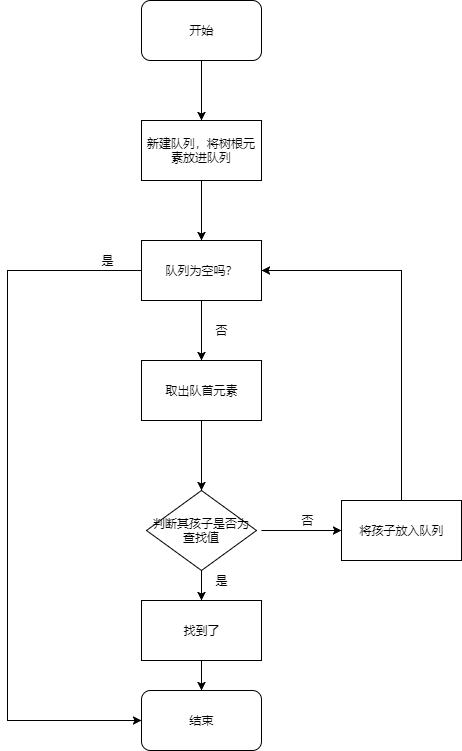 开始
新建队列，将树根元
素放进队列
是
队列为空吗？
否
取出队首元素
判断其孩子是否为
查找值
否
将孩子放入队列
是
找到了
结束